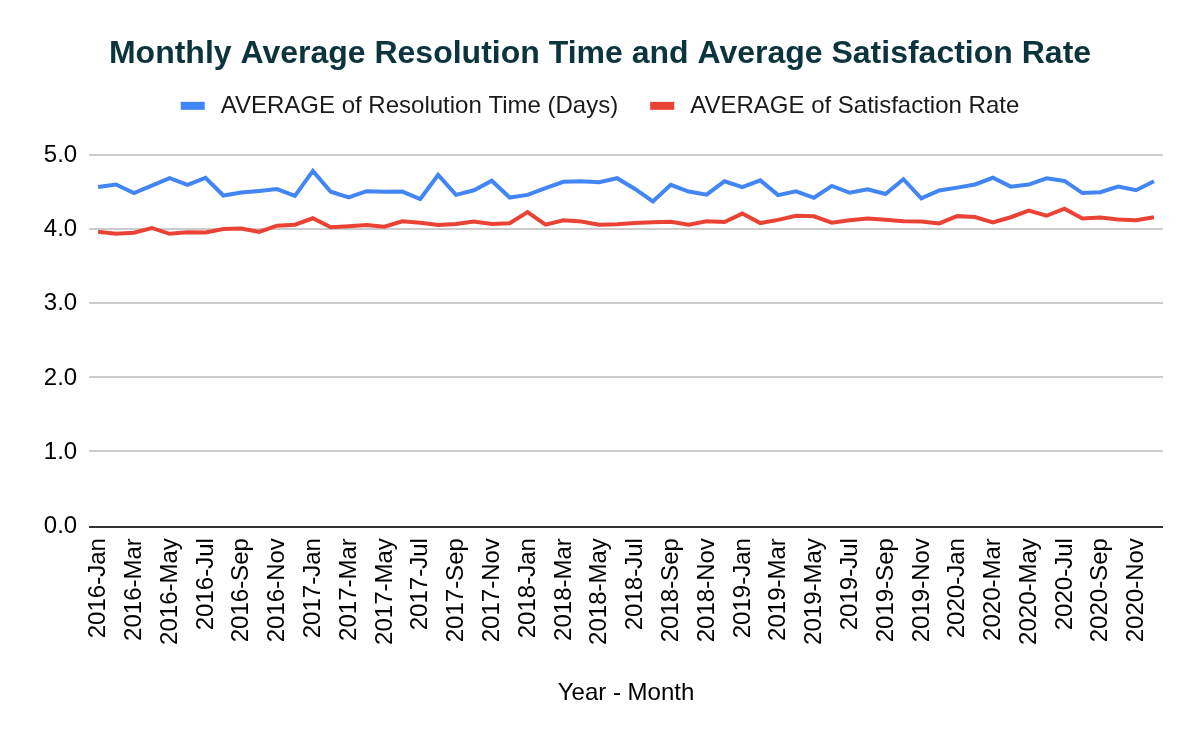 Monthly Average Resolution Time and Average Satisfaction Rate
AVERAGE of Resolution Time (Days) AVERAGE of Satisfaction Rate
5.0
4.0
3.0
2.0
1.0
0.0
2016-Jan
2016-Mar
2016-May
2016-Jul
2016-Sep
2016-Nov
2017-Jan
2017-Mar
2017-May
2017-Jul
2017-Sep
2017-Nov
2018-Jan
2018-Mar
2018-May
2018-Jul
2018-Sep
2018-Nov
2019-Jan
2019-Mar
2019-May
2019-Jul
2019-Sep
2019-Nov
2020-Jan
2020-Mar
2020-May
2020-Jul
2020-Sep
2020-Nov
Year - Month